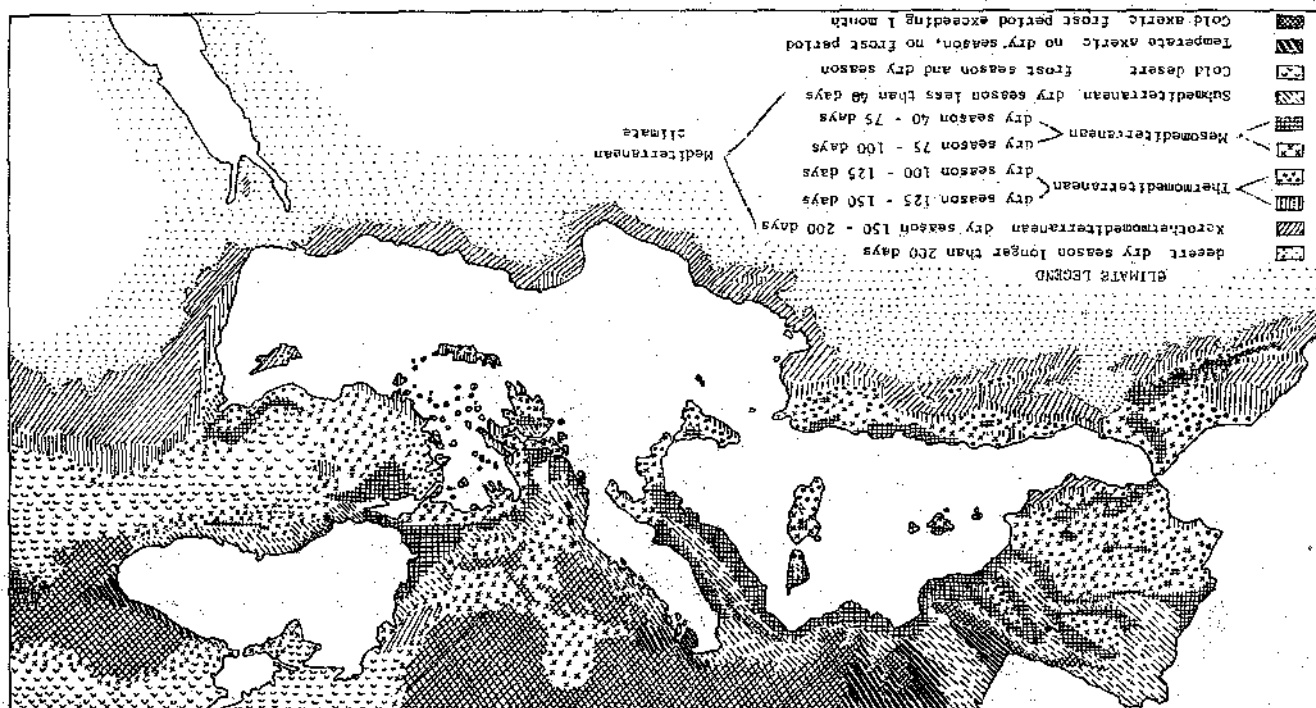 CLIMATE LEGEND
desert dry season longer than 200 days
Xerothermomediterranean dry season 150 - 200 days
dry season 125 - 150 days
Thermomediterranean
dry season 100 - 125 days
dry season 75 - 100 days
Mesomediterranean
dry season 40 - 75 days
Submediterranean dry season less than 40 days
Mediterranean
climate
Cold desert frost season and dry season
Temperate axeric no dry season, no frost period
Cold axeric frost period exceeding 1 month